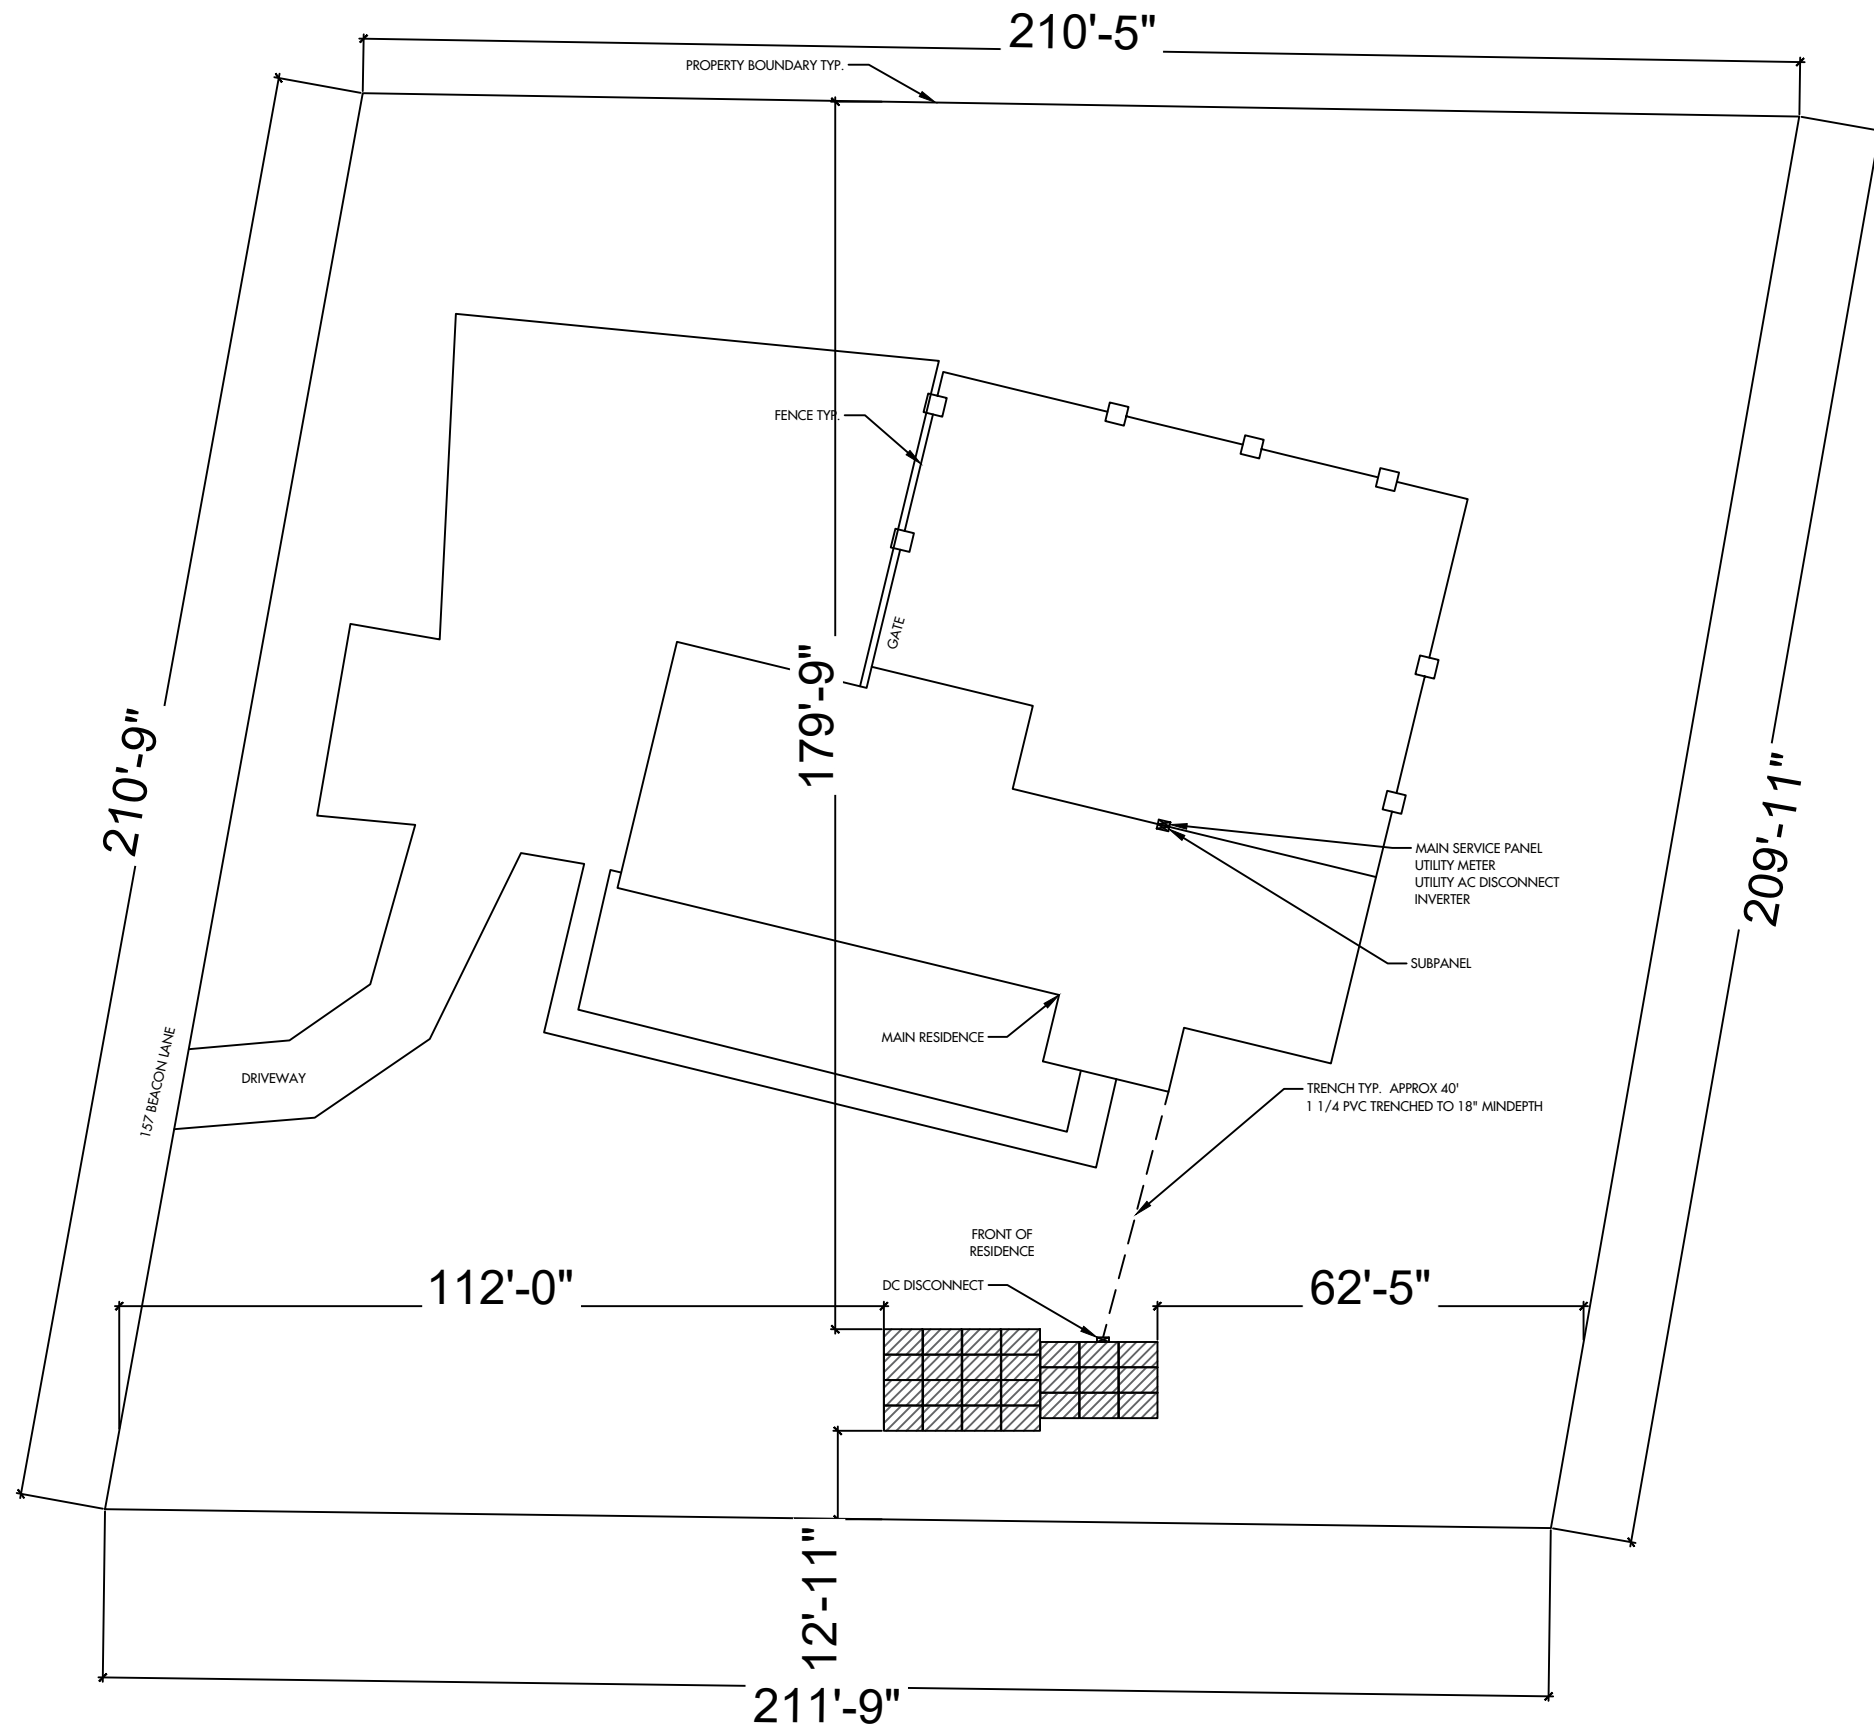 210'-5"
PROPERTY BOUNDARY TYP.
FENCE TYP.
GATE
179'-9"
210'-9"
209'-11"
MAIN SERVICE PANEL
UTILITY METER
UTILITY AC DISCONNECT
INVERTER
SUBPANEL
MAIN RESIDENCE
157 BEACON LANE
DRIVEWAY
TRENCH TYP. APPROX 40'
1 1/4 PVC TRENCHED TO 18" MINDEPTH
FRONT OF
RESIDENCE
DC DISCONNECT
112'-0"
62'-5"
12'-11"
211'-9"